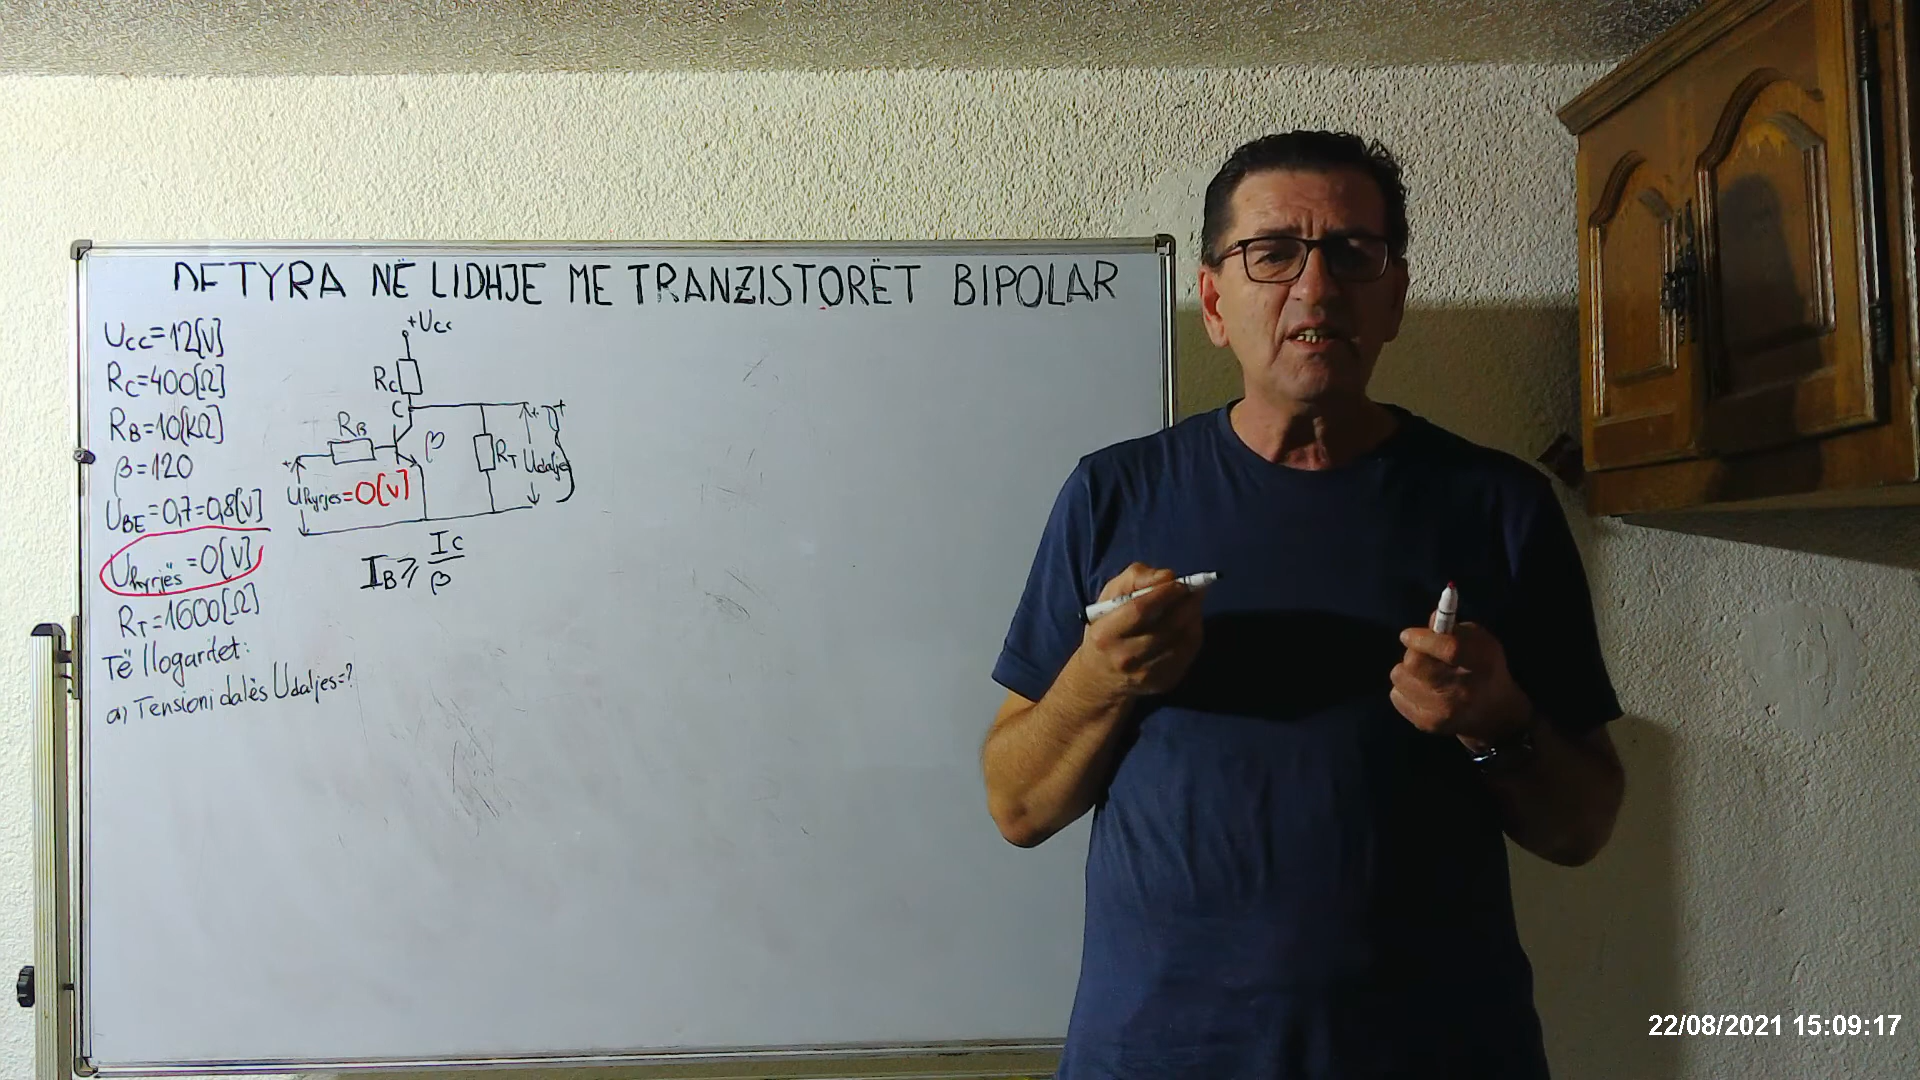 DETYRA NË LIDHJE ME TRANZISTORËT BIPOLAR
Ucc=12[V]
Rc=400[Ω]
RB=10[kΩ]
β=120
UBE=0,7÷0,8[V]
Uhyrjës=0[V]
RT=1600[Ω]
Të llogaritet:
a) Tensioni dalës Udaljes=?
+Ucc
Rc
C
RB
β
RT
Udaljes
+
+
+
Uhyrjes=0[V]
IB⩾Ic/β
22/08/2021 15:09:17